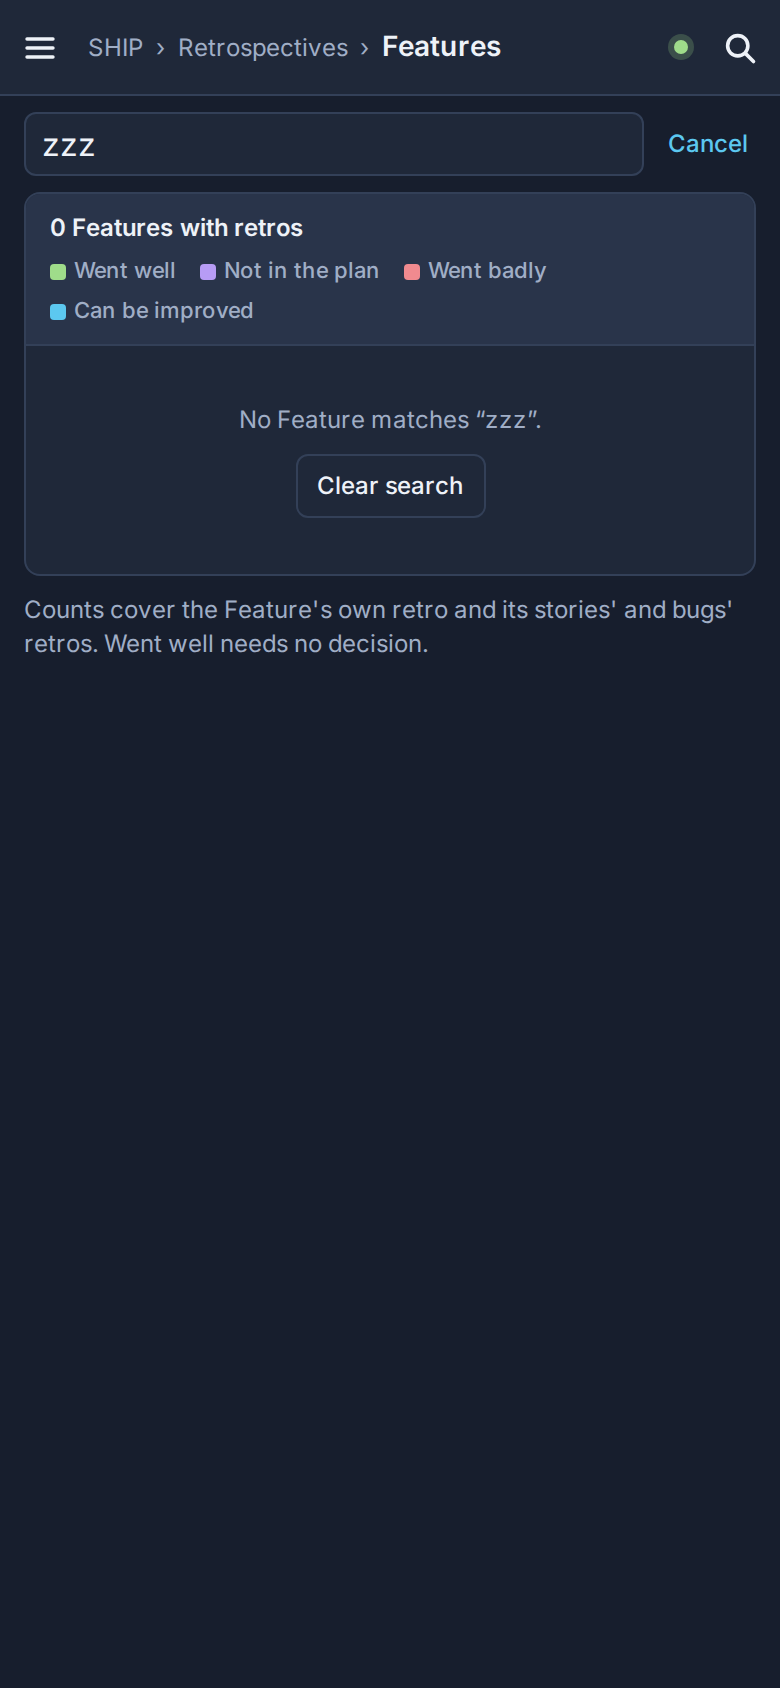 SHIP › Retrospectives › Features
zzz
Cancel
0 Features with retros
Went well Not in the plan Went badly
Can be improved
No Feature matches “zzz”.
Clear search
Counts cover the Feature's own retro and its stories' and bugs'
retros. Went well needs no decision.